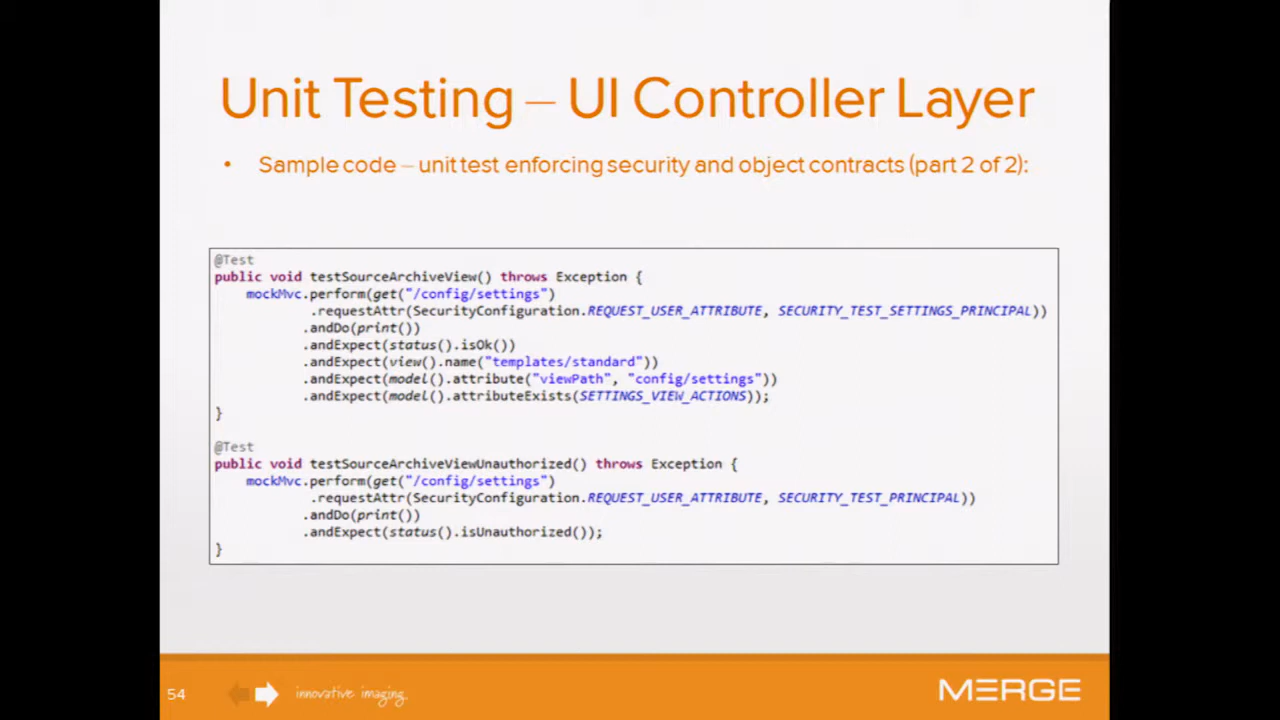 Unit Testing – UI Controller Layer
• Sample code – unit test enforcing security and object contracts (part 2 of 2):
@Test
public void testSourceArchiveView() throws Exception {
mockMvc.perform(get("/config/settings")
.requestAttr(SecurityConfiguration.REQUEST_USER_ATTRIBUTE, SECURITY_TEST_SETTINGS_PRINCIPAL))
.andDo(print())
.andExpect(status().isOk())
.andExpect(view().name("templates/standard"))
.andExpect(model().attribute("viewPath", "config/settings"))
.andExpect(model().attributeExists(SETTINGS_VIEW_ACTIONS));
}
@Test
public void testSourceArchiveViewUnauthorized() throws Exception {
mockMvc.perform(get("/config/settings")
.requestAttr(SecurityConfiguration.REQUEST_USER_ATTRIBUTE, SECURITY_TEST_PRINCIPAL))
.andDo(print())
.andExpect(status().isUnauthorized());
}
54
innovative imaging.
MERGE